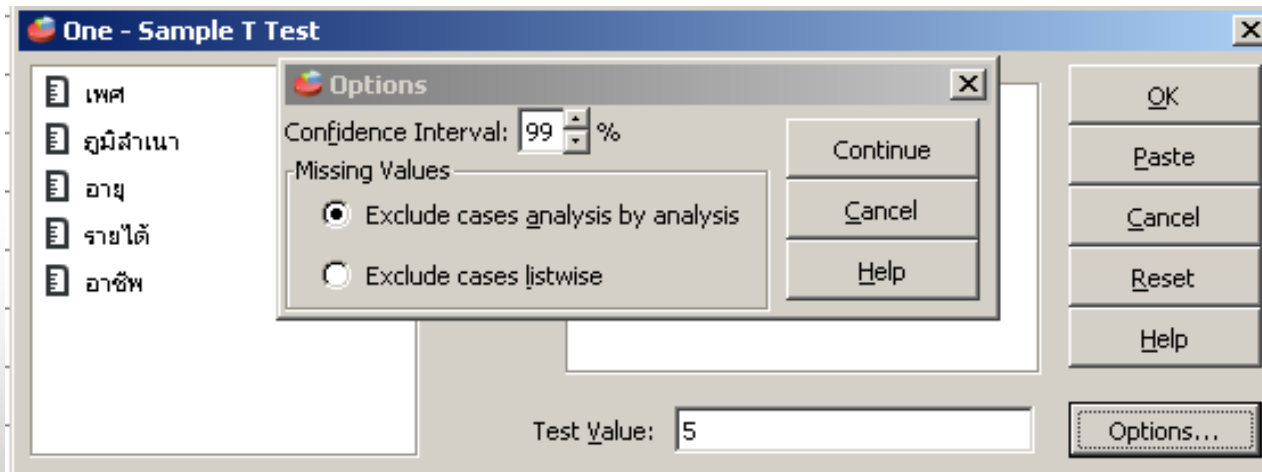 One - Sample T Test
เพศ
ภูมิลำเนา
อายุ
รายได้
อาชีพ
Options
Confidence Interval: 99 %
Missing Values
Exclude cases analysis by analysis
Exclude cases listwise
Continue
Cancel
Help
OK
Paste
Cancel
Reset
Help
Test Value: 5
Options...